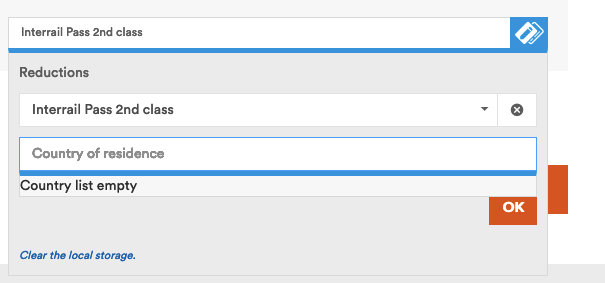 Interrail Pass 2nd class
Reductions
Interrail Pass 2nd class
Country of residence
Country list empty
OK
Clear the local storage.